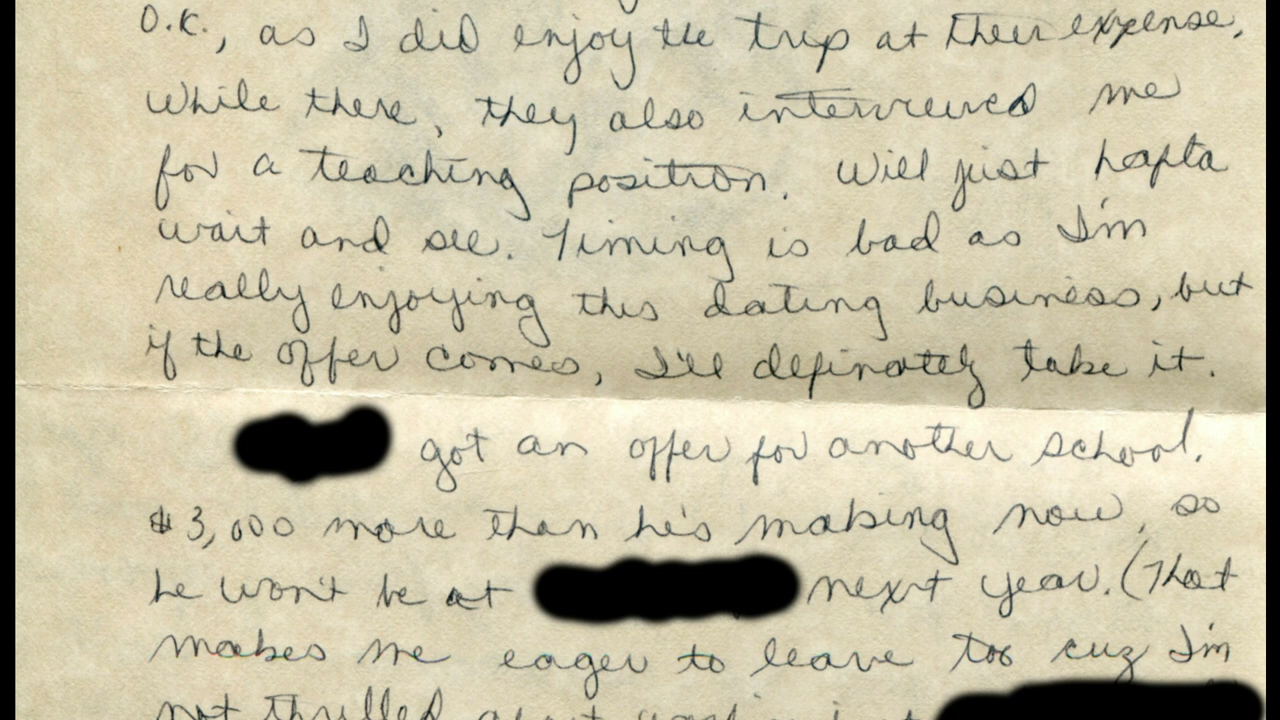 O.K., as I did enjoy the trip at their expense.
While there, they also interviewed me
for a teaching position. Will just hafta
wait and see. Timing is bad as I'm
really enjoying this dating business, but
if the offer comes, I'll definately take it.
got an offer for another school.
$3,000 more than he's making now, so
he won't be at next year. (That
makes me eager to leave too cuz I'm
not thrilled about